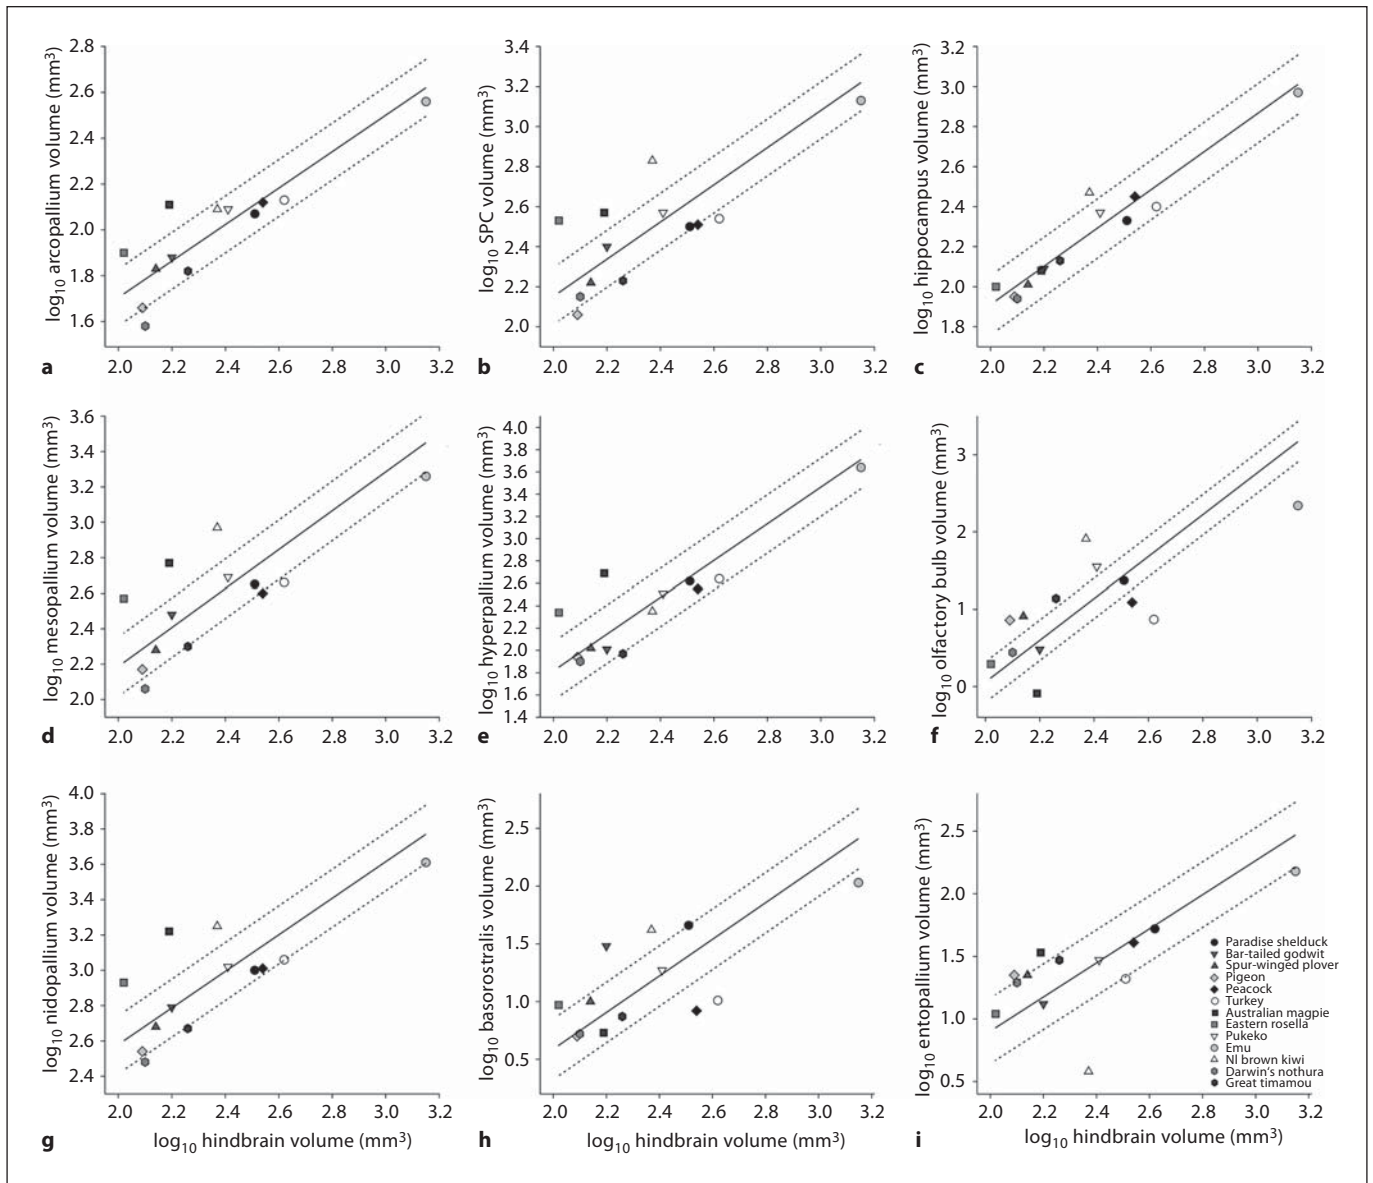 2.8
2.6
2.4
2.2
2.0
1.8
1.6
log10 arcopallium volume (mm3)
2.0 2.2 2.4 2.6 2.8 3.0 3.2
a
3.4
3.2
3.0
2.8
2.6
2.4
2.2
2.0
log10 SPC volume (mm3)
2.0 2.2 2.4 2.6 2.8 3.0 3.2
b
3.2
3.0
2.8
2.6
2.4
2.2
2.0
1.8
log10 hippocampus volume (mm3)
2.0 2.2 2.4 2.6 2.8 3.0 3.2
c
3.6
3.4
3.2
3.0
2.8
2.6
2.4
2.2
2.0
log10 mesopallium volume (mm3)
2.0 2.2 2.4 2.6 2.8 3.0 3.2
d
4.0
3.8
3.6
3.4
3.2
3.0
2.8
2.6
2.4
2.2
2.0
1.8
1.6
1.4
log10 hyperpallium volume (mm3)
2.0 2.2 2.4 2.6 2.8 3.0 3.2
e
3
2
1
0
log10 olfactory bulb volume (mm3)
2.0 2.2 2.4 2.6 2.8 3.0 3.2
f
4.0
3.8
3.6
3.4
3.2
3.0
2.8
2.6
2.4
log10 nidopallium volume (mm3)
2.0 2.2 2.4 2.6 2.8 3.0 3.2
g
log10 hindbrain volume (mm3)
2.5
2.0
1.5
1.0
0.5
log10 basorostralis volume (mm3)
2.0 2.2 2.4 2.6 2.8 3.0 3.2
h
log10 hindbrain volume (mm3)
2.5
2.0
1.5
1.0
0.5
log10 entopallium volume (mm3)
Paradise shelduck
Bar-tailed godwit
Spur-winged plover
Pigeon
Peacock
Turkey
Australian magpie
Eastern rosella
Pukeko
Emu
NI brown kiwi
Darwin's nothura
Great timamou
2.0 2.2 2.4 2.6 2.8 3.0 3.2
i
log10 hindbrain volume (mm3)